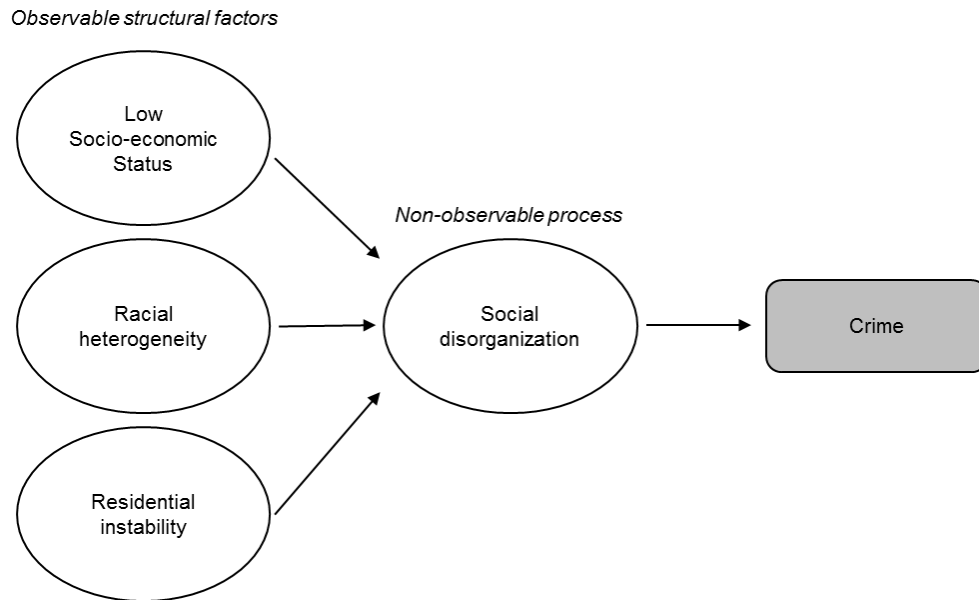 Observable structural factors
Low
Socio-economic
Status
Non-observable process
Racial
heterogeneity
Social
disorganization
Crime
Residential
instability